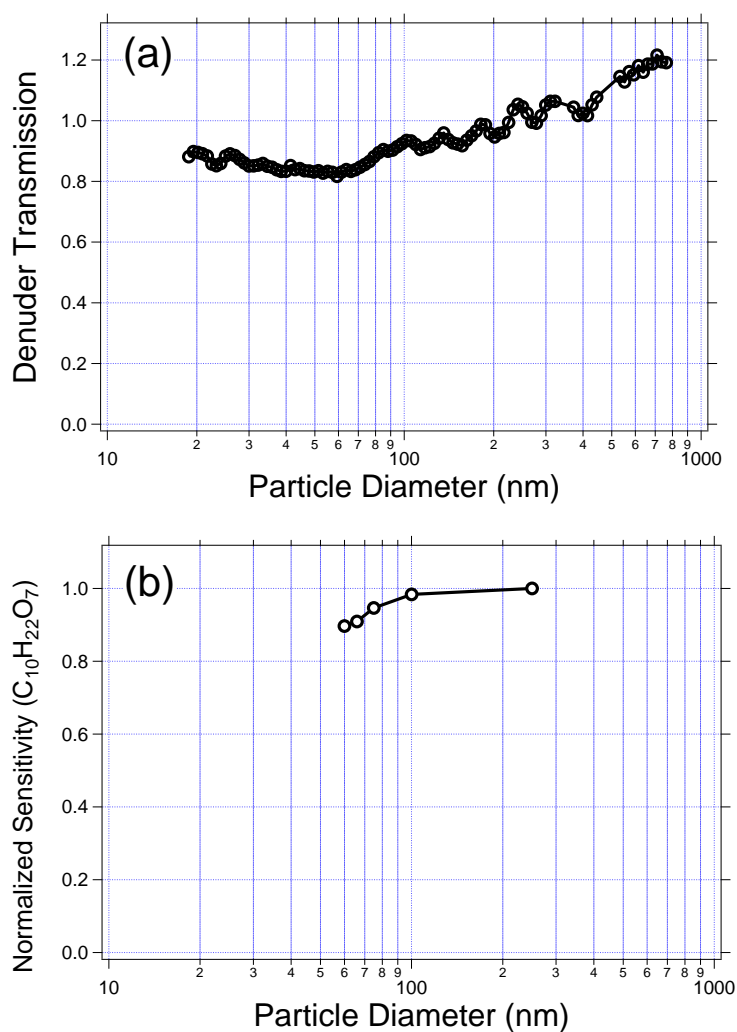 (a)
Denuder Transmission
1.2
1.0
0.8
0.6
0.4
0.2
0.0
2 3 4 5 6 7 8 9 2 3 4 5 6 7 8 9
10 100 1000
Particle Diameter (nm)
(b)
Normalized Sensitivity (C₁₀H₂₂O₇)
1.0
0.8
0.6
0.4
0.2
0.0
2 3 4 5 6 7 8 9 2 3 4 5 6 7 8 9
10 100 1000
Particle Diameter (nm)